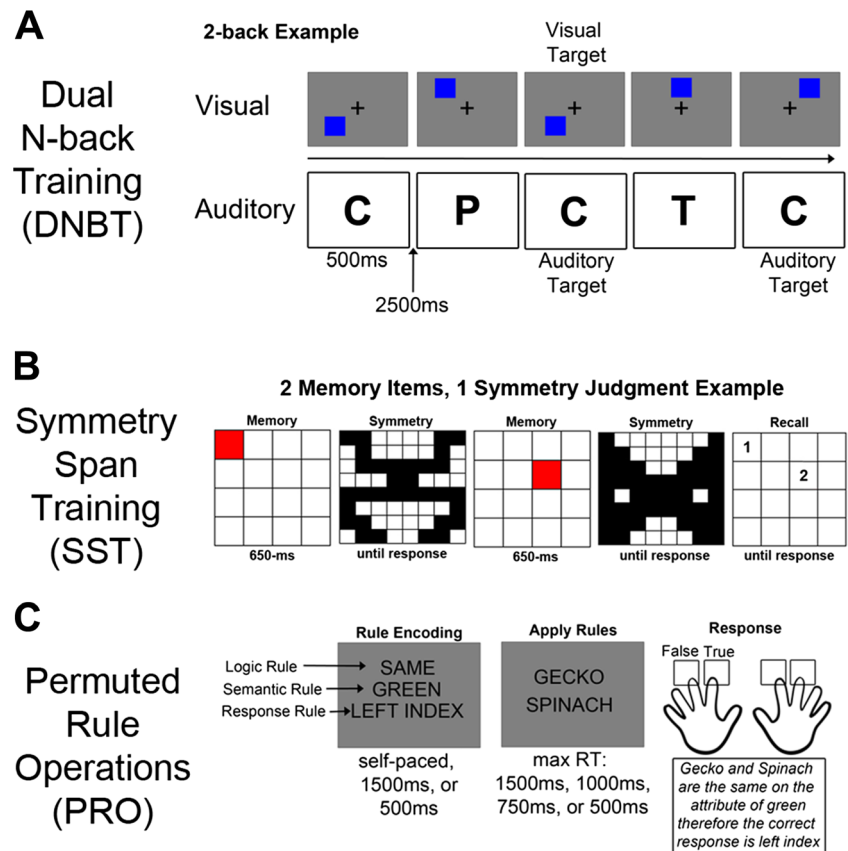 A
Dual
N-back
Training
(DNBT)
2-back Example
Visual
Target
Visual
Auditory
C
P
C
T
C
500ms
2500ms
Auditory
Target
Auditory
Target
B
Symmetry
Span
Training
(SST)
2 Memory Items, 1 Symmetry Judgment Example
Memory
Symmetry
Memory
Symmetry
Recall
1
2
650-ms
until response
650-ms
until response
until response
C
Permuted
Rule
Operations
(PRO)
Rule Encoding
Logic Rule
Semantic Rule
Response Rule
SAME
GREEN
LEFT INDEX
self-paced,
1500ms, or
500ms
Apply Rules
GECKO
SPINACH
max RT:
1500ms, 1000ms,
750ms, or 500ms
Response
False True
Gecko and Spinach
are the same on the
attribute of green
therefore the correct
response is left index